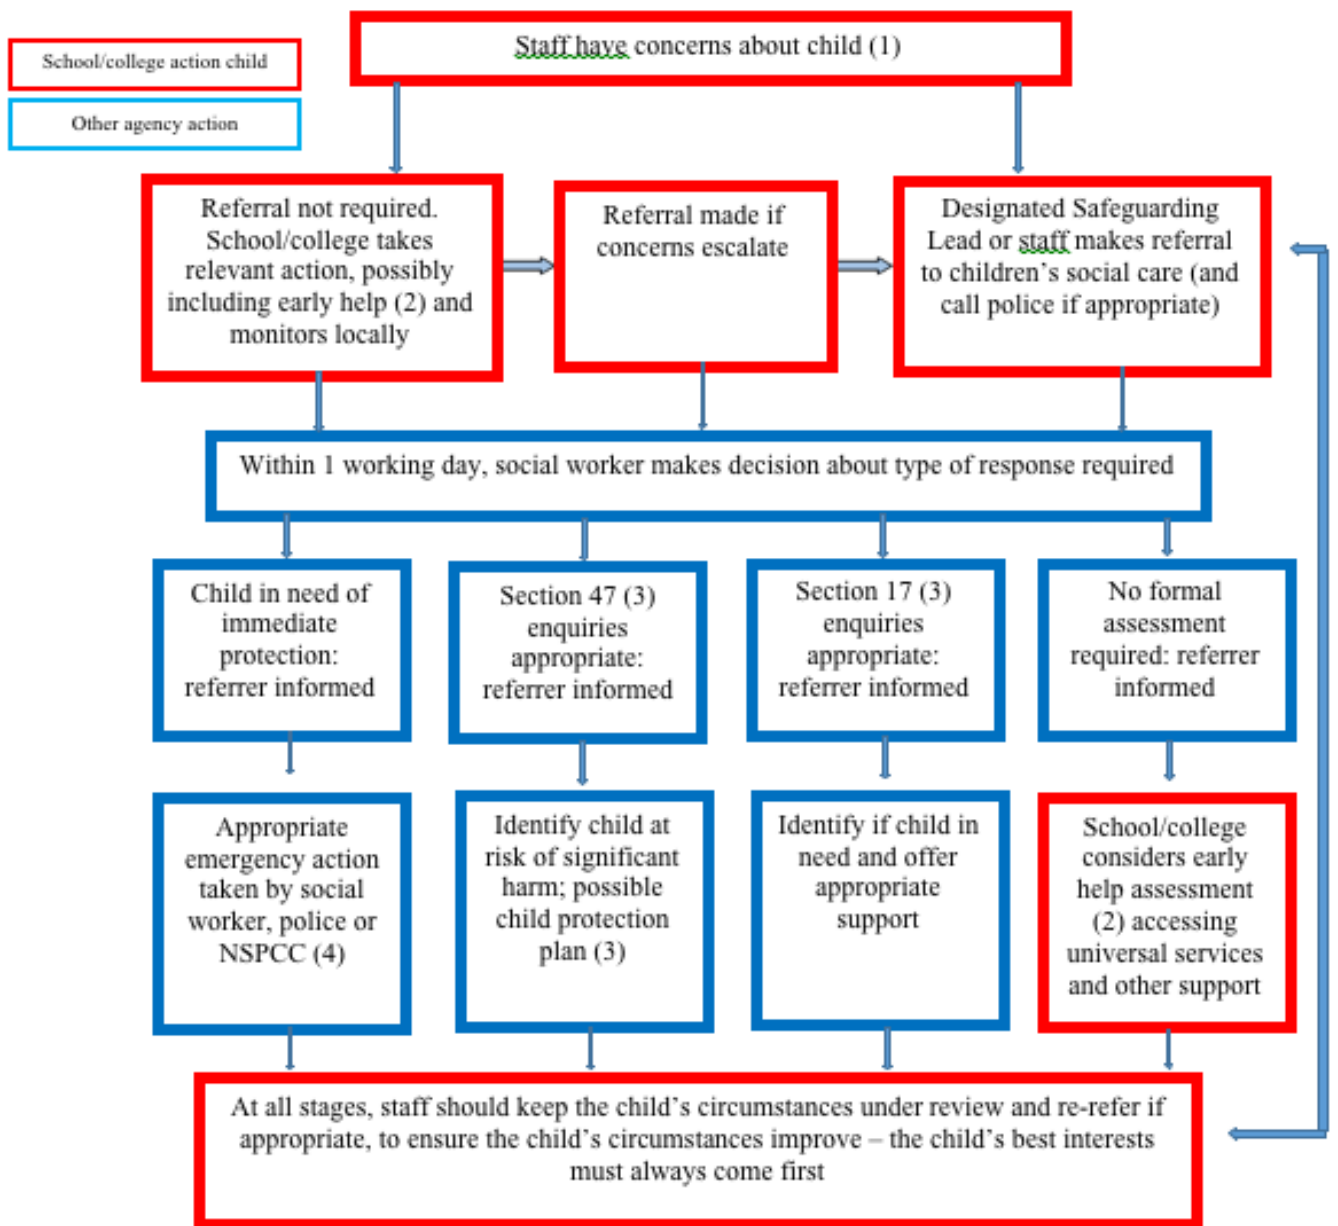 Staff have concerns about child (1)
School/college action child
Other agency action
Referral not required.
School/college takes
relevant action, possibly
including early help (2) and
monitors locally
Referral made if
concerns escalate
Designated Safeguarding
Lead or staff makes referral
to children’s social care (and
call police if appropriate)
Within 1 working day, social worker makes decision about type of response required
Child in need of
immediate
protection:
referrer informed
Section 47 (3)
enquiries
appropriate:
referrer informed
Section 17 (3)
enquiries
appropriate:
referrer informed
No formal
assessment
required: referrer
informed
Appropriate
emergency action
taken by social
worker, police or
NSPCC (4)
Identify child at
risk of significant
harm; possible
child protection
plan (3)
Identify if child in
need and offer
appropriate
support
School/college
considers early
help assessment
(2) accessing
universal services
and other support
At all stages, staff should keep the child’s circumstances under review and re-refer if
appropriate, to ensure the child’s circumstances improve – the child’s best interests
must always come first